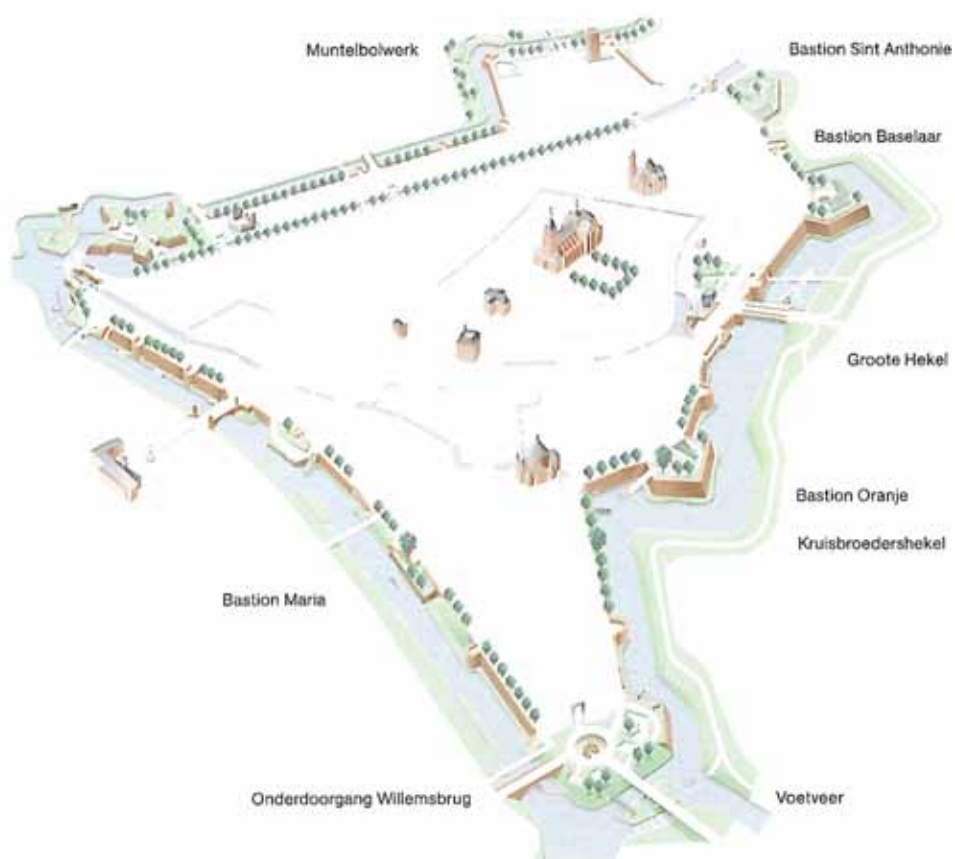 Muntelbolwerk
Bastion Sint Anthonie
Bastion Baselaar
Groote Hekel
Bastion Oranje
Kruisbroedershekel
Bastion Maria
Onderdoorgang Willemsbrug
Voetveer